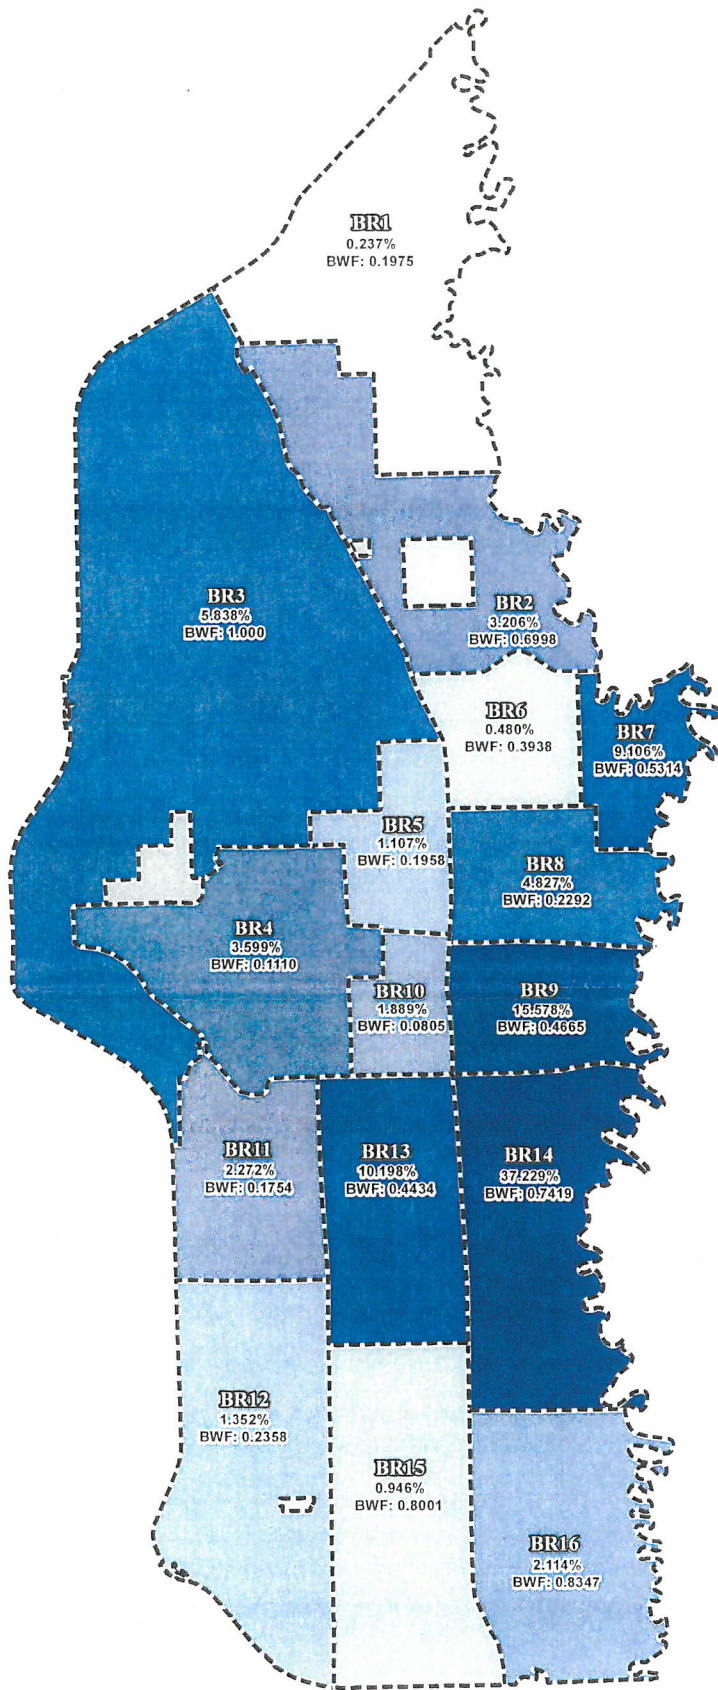 BR1
0.237%
BWF: 0.1975
BR3
5.838%
BWF: 1.000
BR2
3.206%
BWF: 0.6998
BR6
0.480%
BWF: 0.3938
BR7
9.106%
BWF: 0.5314
BR5
1.107%
BWF: 0.1958
BR8
4.827%
BWF: 0.2292
BR4
3.599%
BWF: 0.1110
BR10
1.889%
BWF: 0.0805
BR9
15.578%
BWF: 0.4665
BR11
2.272%
BWF: 0.1754
BR13
10.198%
BWF: 0.4434
BR14
37.229%
BWF: 0.7419
BR12
1.352%
BWF: 0.2358
BR15
0.946%
BWF: 0.8001
BR16
2.114%
BWF: 0.8347